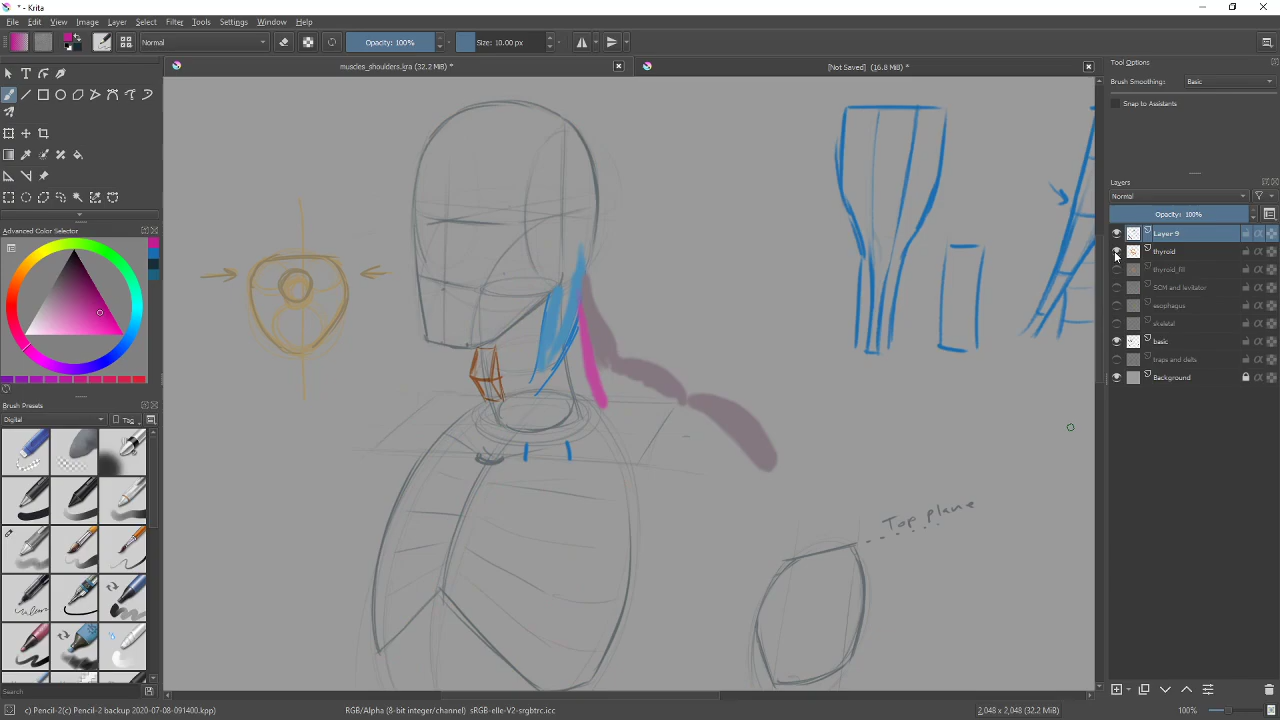 * - Krita
File Edit View Image Layer Select Filter Tools Settings Window Help
Normal Opacity: 100% Size: 10.00 px
muscles_shoulders.kra (32.2 MiB) * [Not Saved] (16.8 MiB) *
Tool Options
Brush Smoothing: Basic
Snap to Assistants
Layers
Normal
Opacity: 100%
Layer 9
thyroid
thyroid_fill
SCM and levitator
esophagus
skeletal
basic
traps and delts
Background
Advanced Color Selector
Brush Presets
Digital Tag
Top plane
Search
c) Pencil-2(c) Pencil-2 backup 2020-07-08-091400.kpp) RGB/Alpha (8-bit integer/channel) sRGB-elle-V2-srgbtrc.icc 2,048 x 2,048 (32.2 MiB) 100%